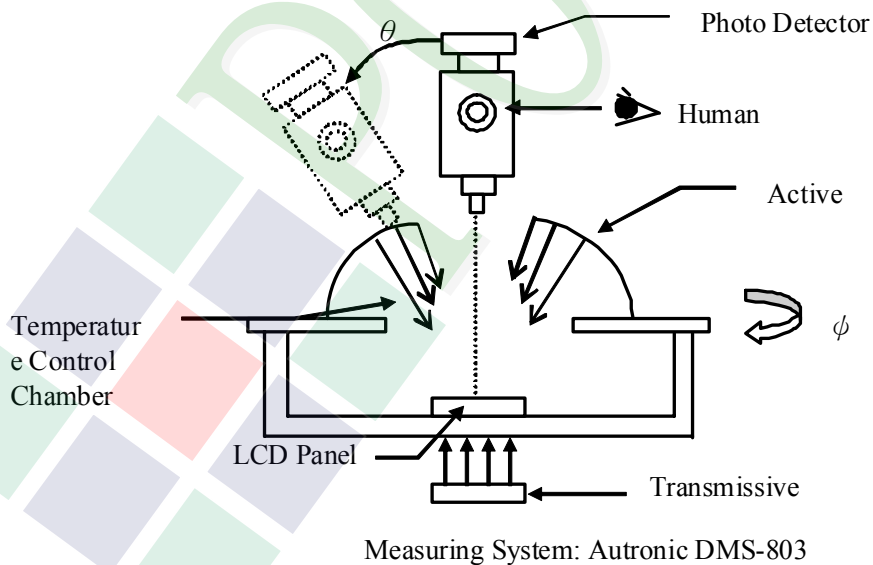 θ
Photo Detector
Human
Active
Temperatur
e Control
Chamber
ϕ
LCD Panel
Transmissive
Measuring System: Autronic DMS-803